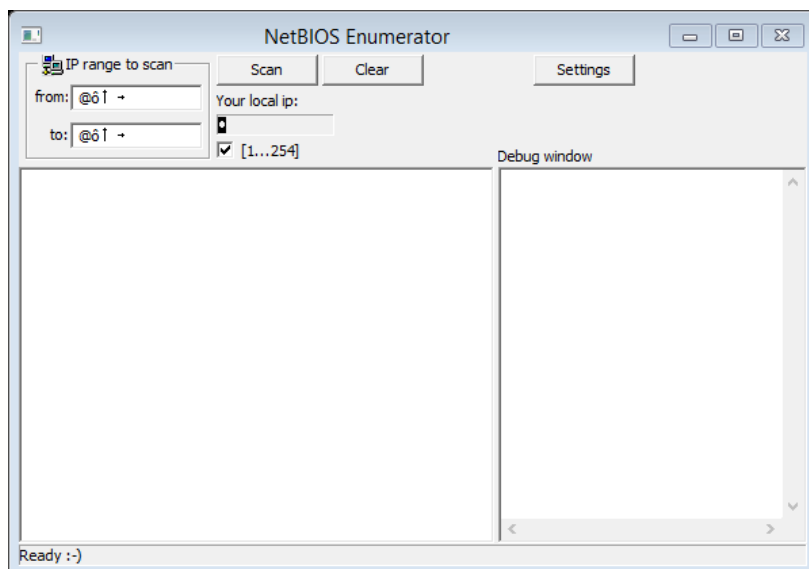 NetBIOS Enumerator
IP range to scan
Scan
Clear
Settings
from: @ô↑ →
Your local ip:
to: @ô↑ →
[1...254]
Debug window
Ready :-)